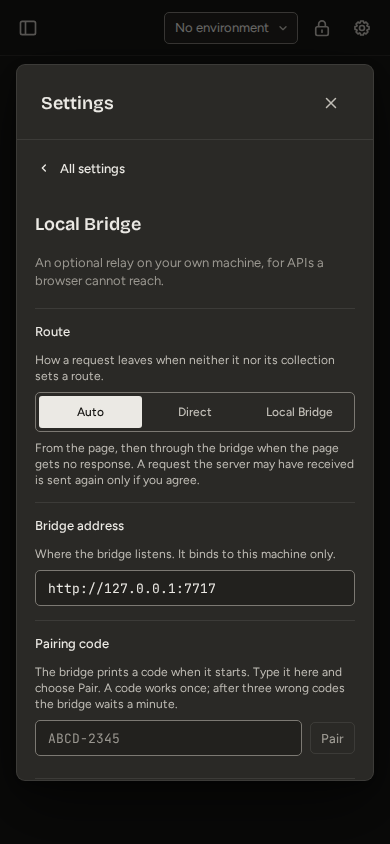 No environment
Settings
All settings
Local Bridge
An optional relay on your own machine, for APIs a
browser cannot reach.
Route
How a request leaves when neither it nor its collection
sets a route.
Auto
Direct
Local Bridge
From the page, then through the bridge when the page
gets no response. A request the server may have received
is sent again only if you agree.
Bridge address
Where the bridge listens. It binds to this machine only.
http://127.0.0.1:7717
Pairing code
The bridge prints a code when it starts. Type it here and
choose Pair. A code works once; after three wrong codes
the bridge waits a minute.
ABCD-2345
Pair